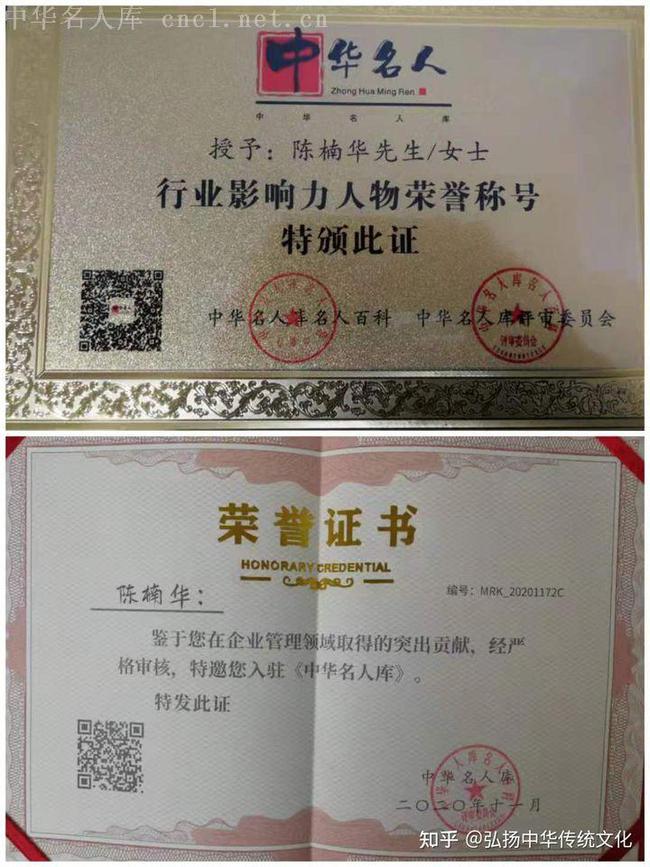 中华名人库 cnc1.net.cn
中华名人
Zhong Hua Ming Ren
中 华 名 人 库
授予：陈楠华先生/女士
行业影响力人物荣誉称号
特颁此证
中华名人库名人百科 中华名人库评审委员会
评审委员会
荣誉证书
HONORARY CREDENTIAL
陈楠华：
编号：MRK_20201172C
鉴于您在企业管理领域取得的突出贡献，经严
格审核，特邀您入驻《中华名人库》。
特发此证
中华名人库
二〇二〇年十一月
知乎 @弘扬中华传统文化